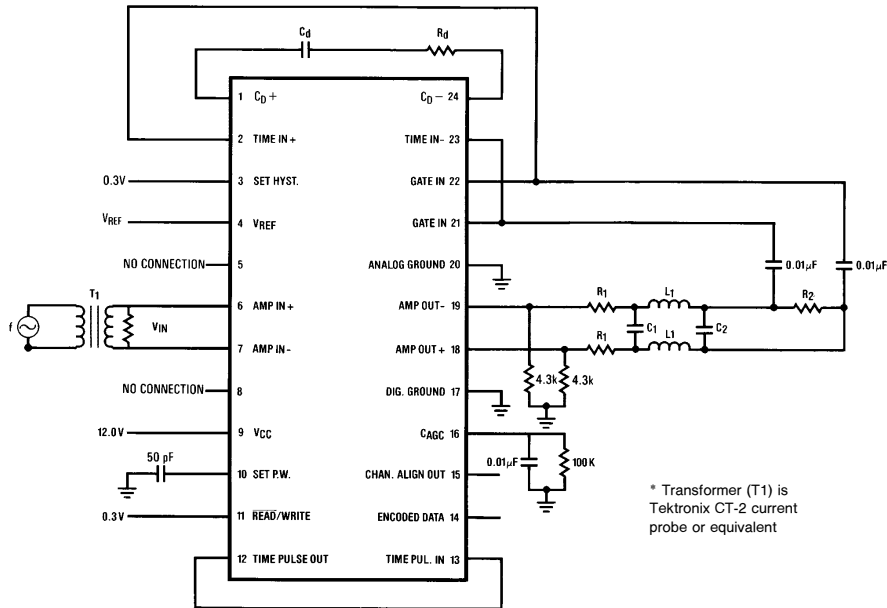 Cd
Rd
1 CD+
CD− 24
2 TIME IN+
TIME IN− 23
0.3V
3 SET HYST.
GATE IN 22
VREF
4 VREF
GATE IN 21
0.01µF
0.01µF
NO CONNECTION
5
ANALOG GROUND 20
T1
f
VIN
6 AMP IN+
AMP OUT− 19
R1
L1
R2
C1
C2
7 AMP IN−
AMP OUT+ 18
R1
L1
NO CONNECTION
8
DIG. GROUND 17
4.3k
4.3k
12.0V
9 VCC
CAGC 16
50 pF
10 SET P.W.
CHAN. ALIGN OUT 15
0.01µF
100K
0.3V
11 R̅E̅A̅D̅/WRITE
ENCODED DATA 14
12 TIME PULSE OUT
TIME PUL. IN 13
* Transformer (T1) is
Tektronix CT-2 current
probe or equivalent